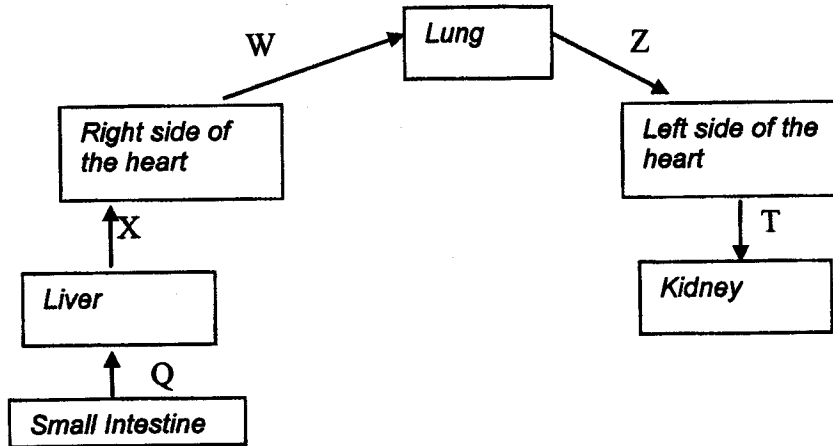 Lung
W
Z
Right side of
the heart
Left side of the
heart
X
T
Liver
Kidney
Q
Small Intestine